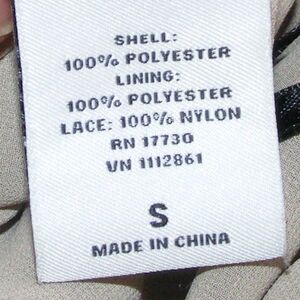 SHELL:
100% POLYESTER
LINING:
100% POLYESTER
LACE: 100% NYLON
RN 17730
VN 1112861
S
MADE IN CHINA